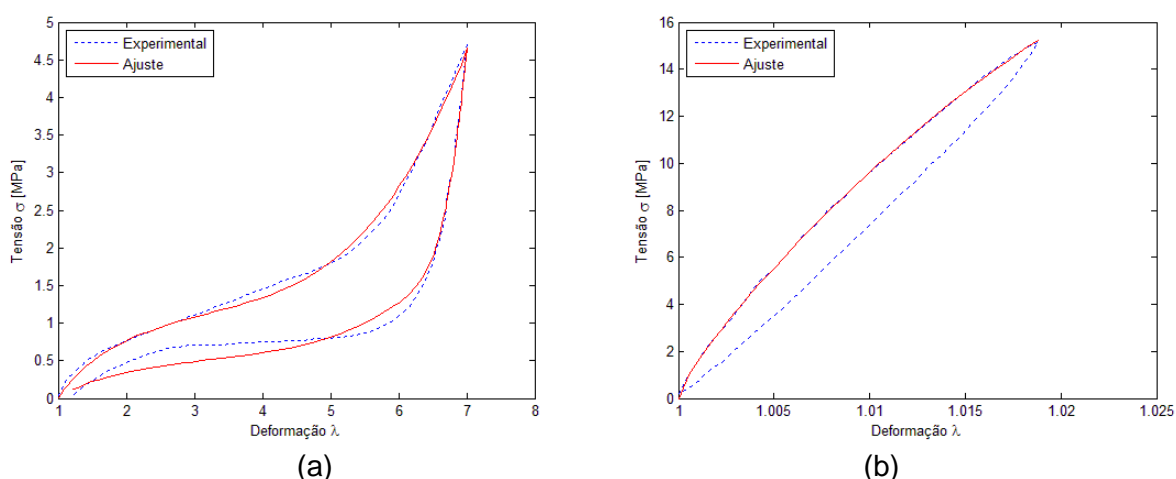 5
4.5
4
3.5
3
2.5
2
1.5
1
0.5
0
Tensão σ [MPa]
Experimental
Ajuste
1 2 3 4 5 6 7 8
Deformação λ
(a)
16
14
12
10
8
6
4
2
0
Tensão σ [MPa]
Experimental
Ajuste
1 1.005 1.01 1.015 1.02 1.025
Deformação λ
(b)